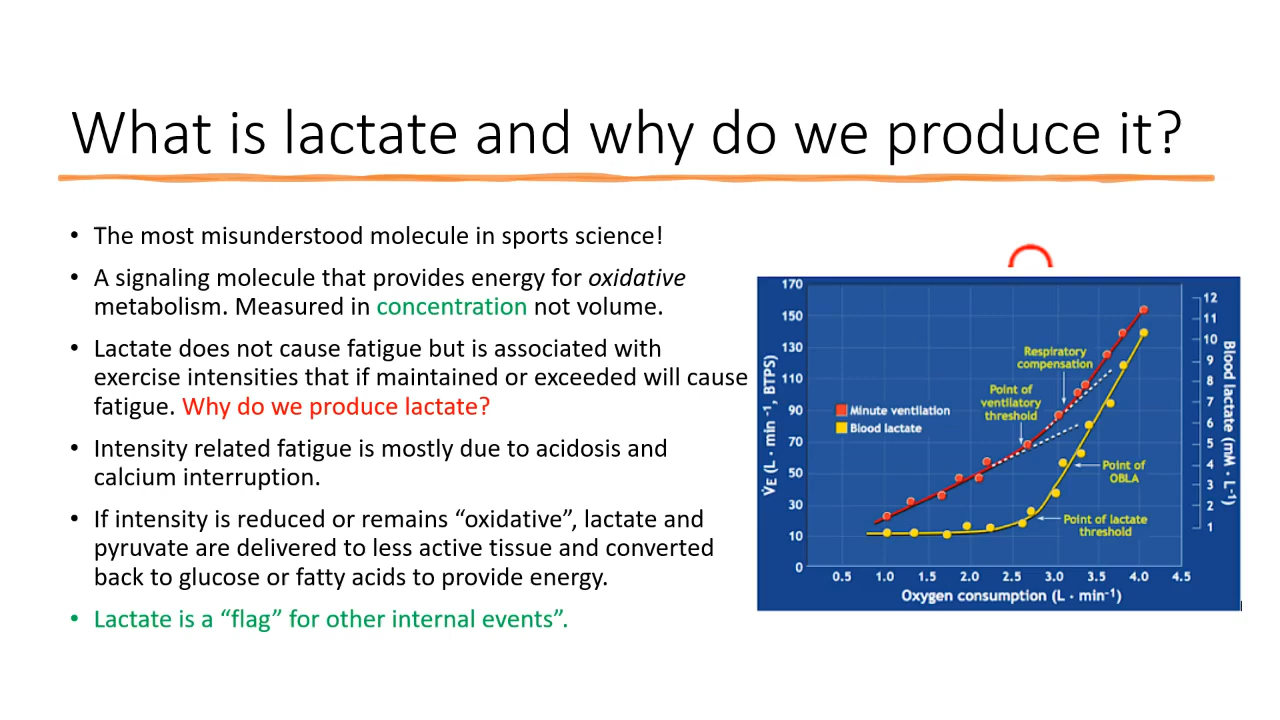 What is lactate and why do we produce it?
• The most misunderstood molecule in sports science!
• A signaling molecule that provides energy for oxidative
metabolism. Measured in concentration not volume.
• Lactate does not cause fatigue but is associated with
exercise intensities that if maintained or exceeded will cause
fatigue. Why do we produce lactate?
• Intensity related fatigue is mostly due to acidosis and
calcium interruption.
• If intensity is reduced or remains “oxidative”, lactate and
pyruvate are delivered to less active tissue and converted
back to glucose or fatty acids to provide energy.
• Lactate is a “flag” for other internal events”.
V̇E (L · min -1, BTPS)
170
150
130
110
90
70
50
30
10
0
Respiratory
compensation
Point of
ventilatory
threshold
Minute ventilation
Blood lactate
Point of
OBLA
Point of lactate
threshold
12
11
10
9
8
7
6
5
4
3
2
1
Blood lactate (mM · L-1)
0.5 1.0 1.5 2.0 2.5 3.0 3.5 4.0 4.5
Oxygen consumption (L · min-1)